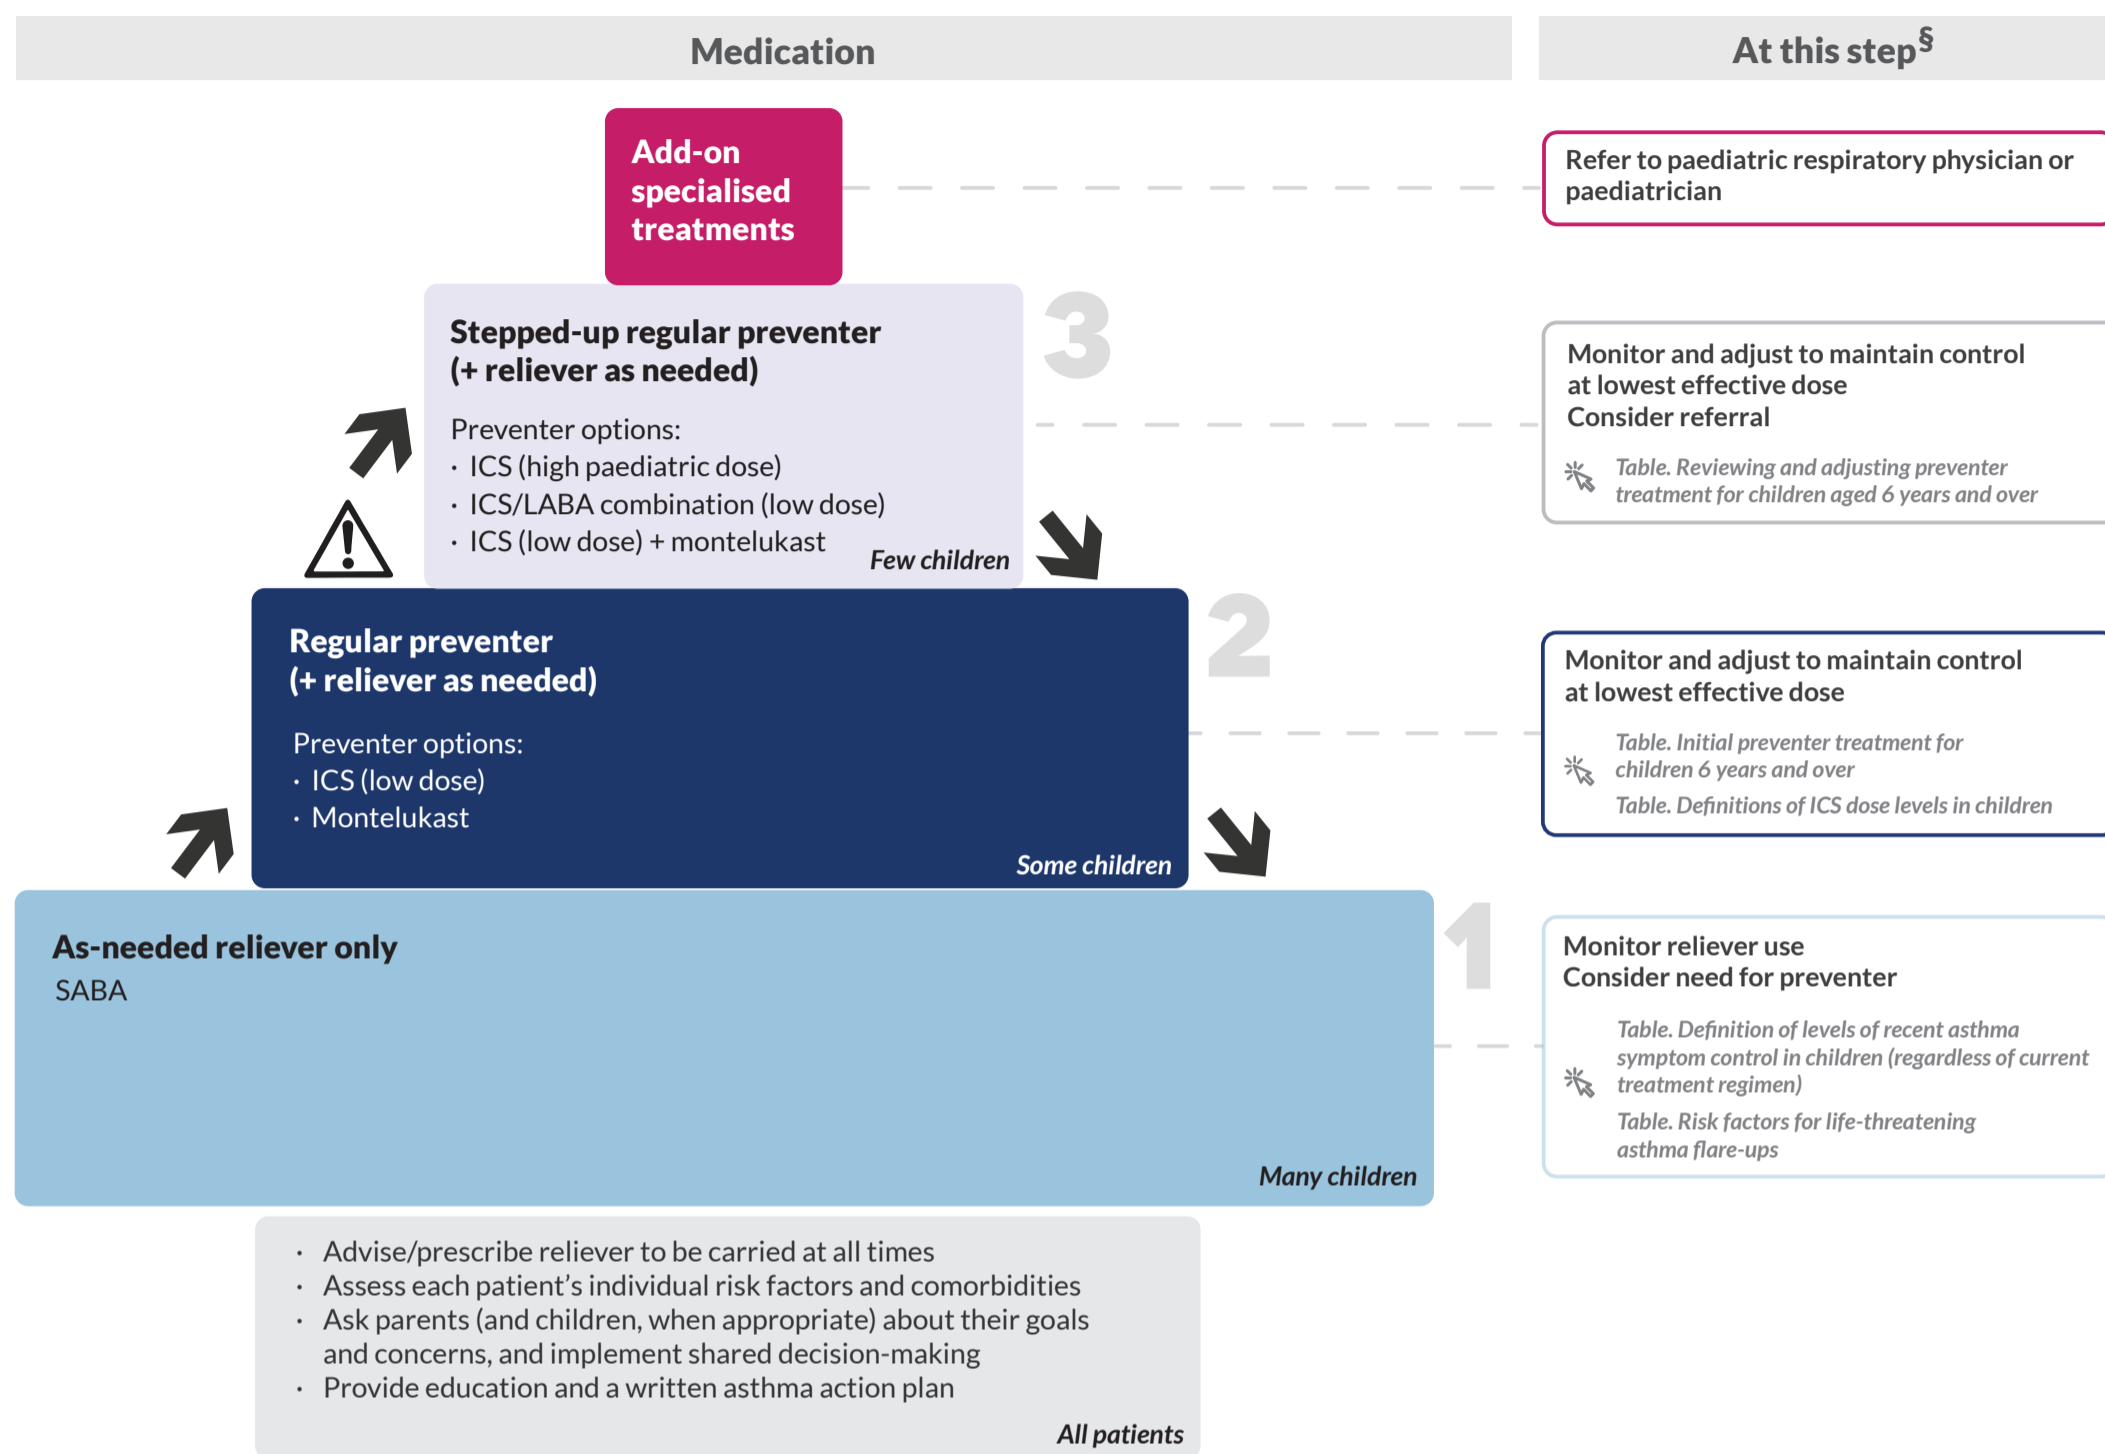 Medication
At this step§
Add-on
specialised
treatments
Refer to paediatric respiratory physician or
paediatrician
Stepped-up regular preventer
(+ reliever as needed)
Preventer options:
· ICS (high paediatric dose)
· ICS/LABA combination (low dose)
· ICS (low dose) + montelukast
Few children
3
Monitor and adjust to maintain control
at lowest effective dose
Consider referral
Table. Reviewing and adjusting preventer
treatment for children aged 6 years and over
Regular preventer
(+ reliever as needed)
Preventer options:
· ICS (low dose)
· Montelukast
Some children
2
Monitor and adjust to maintain control
at lowest effective dose
Table. Initial preventer treatment for
children 6 years and over
Table. Definitions of ICS dose levels in children
As-needed reliever only
SABA
Many children
1
Monitor reliever use
Consider need for preventer
Table. Definition of levels of recent asthma
symptom control in children (regardless of current
treatment regimen)
Table. Risk factors for life-threatening
asthma flare-ups
· Advise/prescribe reliever to be carried at all times
· Assess each patient's individual risk factors and comorbidities
· Ask parents (and children, when appropriate) about their goals
and concerns, and implement shared decision-making
· Provide education and a written asthma action plan
All patients